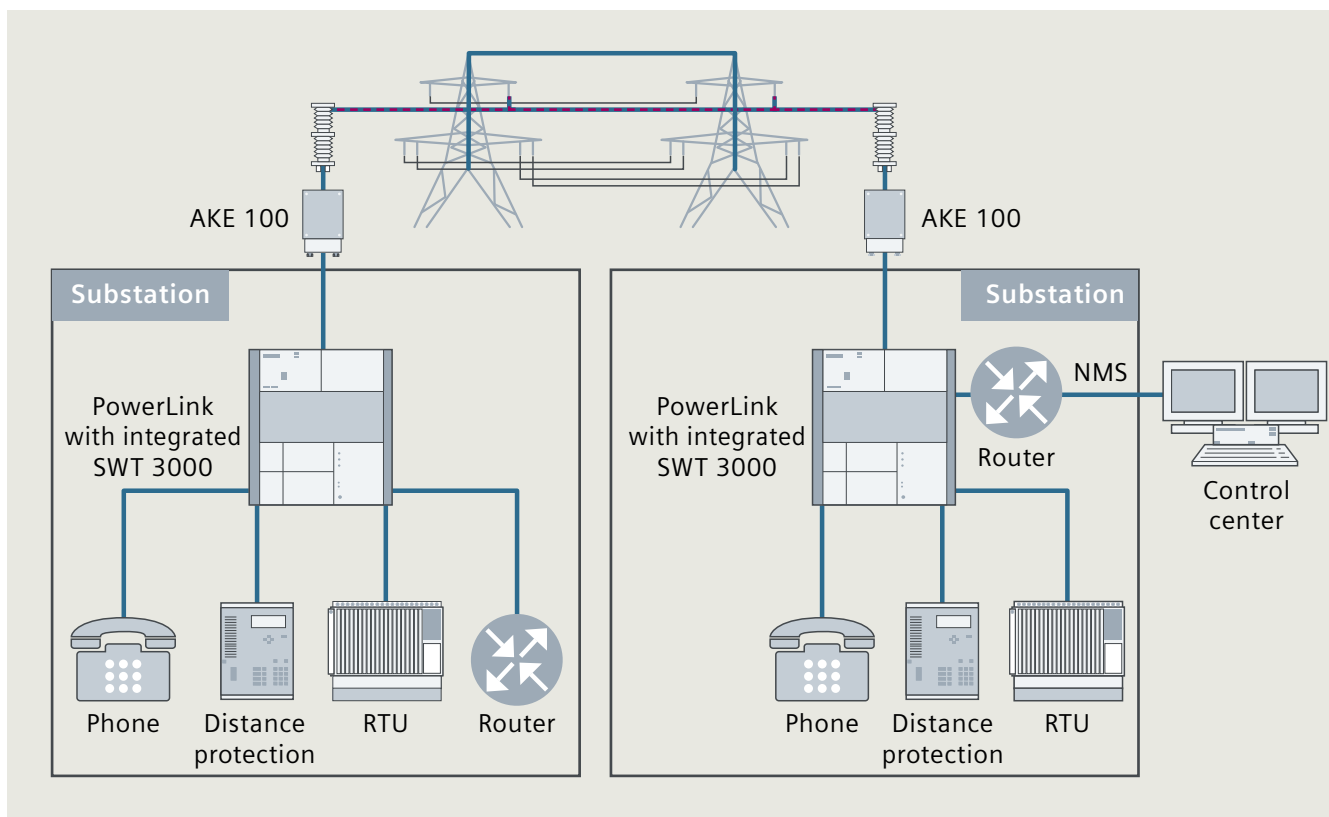 AKE 100
AKE 100
Substation
PowerLink
with integrated
SWT 3000
Phone
Distance
protection
RTU
Router
Substation
PowerLink
with integrated
SWT 3000
Router
NMS
Control
center
Phone
Distance
protection
RTU